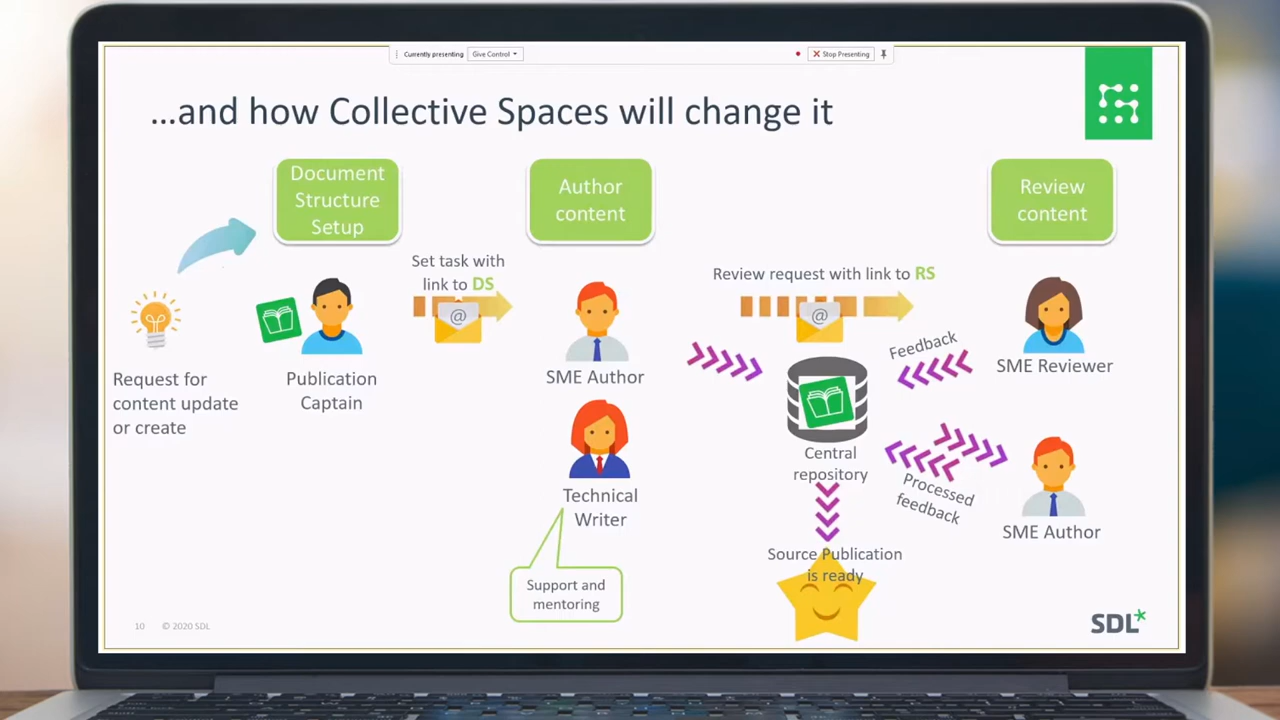 Currently presenting Give Control Stop Presenting
...and how Collective Spaces will change it
Document
Structure
Setup
Author
content
Review
content
Set task with
link to DS
Review request with link to RS
@
@
Request for
content update
or create
Publication
Captain
SME Author
Feedback
SME Reviewer
Technical
Writer
Central
repository
Processed
feedback
SME Author
Support and
mentoring
Source Publication
is ready
10 © 2020 SDL
SDL*